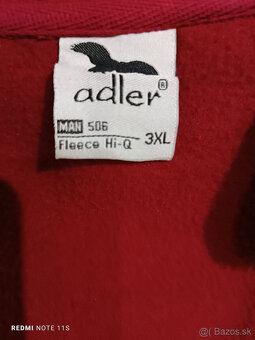 adler®
MAN 506
Fleece Hi-Q 3XL
REDMI NOTE 11S
© Bazos.sk